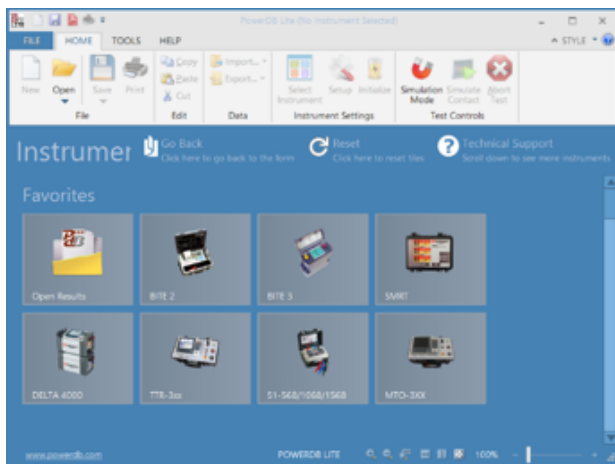 PowerDB Lite (No Instrument Selected)
FILE HOME TOOLS HELP STYLE
New Open Save Print Copy Paste Cut Import... Export... Select Instrument Setup Initialize Simulation Mode Simulate Contact Abort Test
File Edit Data Instrument Settings Test Controls
Instrumer
Go Back
Click here to go back to the form
Reset
Click here to reset tiles
Technical Support
Scroll down to see more instruments
Favorites
Open Results BITE 2 BITE 3 SMRT
DELTA 4000 TTR-3xx S1-568/1068/1568 MTO-3XX
www.powerdb.com POWERDB LITE 100%